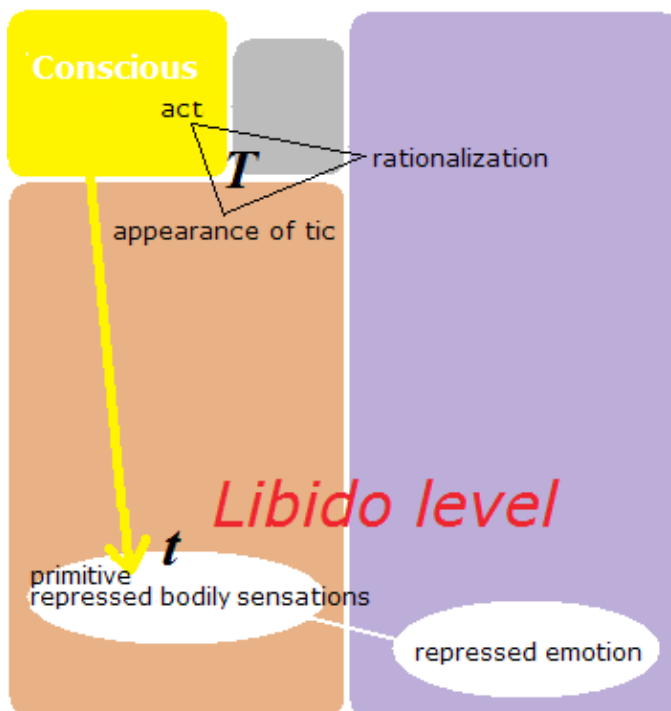 Conscious
act
T
rationalization
appearance of tic
Libido level
t
primitive
repressed bodily sensations
repressed emotion